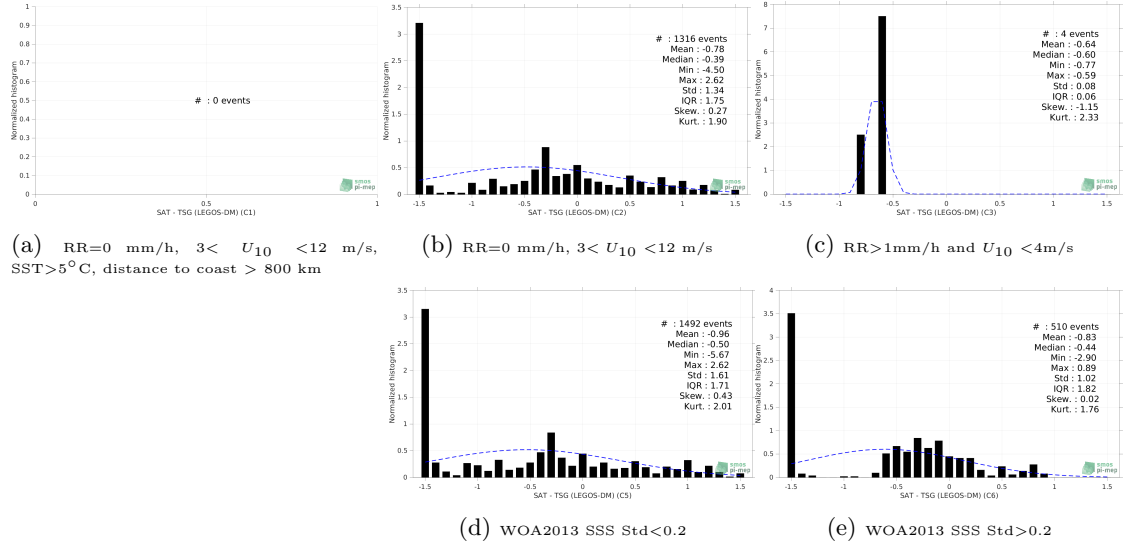 1
0.9
0.8
0.7
0.6
0.5
0.4
0.3
0.2
0.1
0
Normalized histogram
# : 0 events
0 0.5 1
SAT - TSG (LEGOS-DM) (C1)
smos
pi-mep
(a) RR=0 mm/h, 3< U10 <12 m/s,
SST>5°C, distance to coast > 800 km
3.5
3
2.5
2
1.5
1
0.5
0
Normalized histogram
# : 1316 events
Mean : -0.78
Median : -0.39
Min : -4.50
Max : 2.62
Std : 1.34
IQR : 1.75
Skew. : 0.27
Kurt. : 1.90
-1.5 -1 -0.5 0 0.5 1 1.5
SAT - TSG (LEGOS-DM) (C2)
smos
pi-mep
(b) RR=0 mm/h, 3< U10 <12 m/s
8
7
6
5
4
3
2
1
0
Normalized histogram
# : 4 events
Mean : -0.64
Median : -0.60
Min : -0.77
Max : -0.59
Std : 0.08
IQR : 0.06
Skew. : -1.15
Kurt. : 2.33
-1.5 -1 -0.5 0 0.5 1 1.5
SAT - TSG (LEGOS-DM) (C3)
smos
pi-mep
(c) RR>1mm/h and U10 <4m/s
3.5
3
2.5
2
1.5
1
0.5
0
Normalized histogram
# : 1492 events
Mean : -0.96
Median : -0.50
Min : -5.67
Max : 2.62
Std : 1.61
IQR : 1.71
Skew. : 0.43
Kurt. : 2.01
-1.5 -1 -0.5 0 0.5 1 1.5
SAT - TSG (LEGOS-DM) (C5)
smos
pi-mep
(d) WOA2013 SSS Std<0.2
4
3.5
3
2.5
2
1.5
1
0.5
0
Normalized histogram
# : 510 events
Mean : -0.83
Median : -0.44
Min : -2.90
Max : 0.89
Std : 1.02
IQR : 1.82
Skew. : 0.02
Kurt. : 1.76
-1.5 -1 -0.5 0 0.5 1 1.5
SAT - TSG (LEGOS-DM) (C6)
smos
pi-mep
(e) WOA2013 SSS Std>0.2